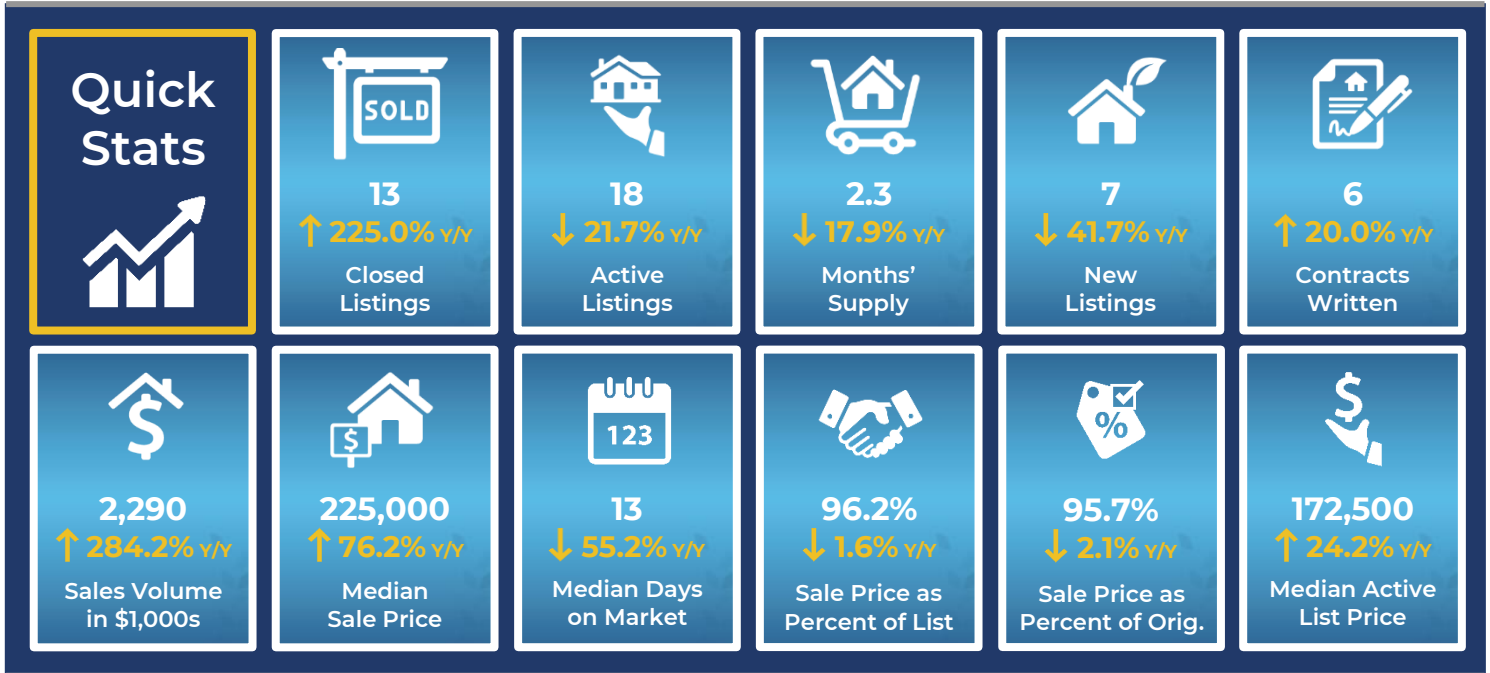 Quick
Stats
SOLD
13
↑ 225.0% Y/Y
Closed
Listings
18
↓ 21.7% Y/Y
Active
Listings
2.3
↓ 17.9% Y/Y
Months’
Supply
7
↓ 41.7% Y/Y
New
Listings
6
↑ 20.0% Y/Y
Contracts
Written
$
2,290
↑ 284.2% Y/Y
Sales Volume
in $1,000s
$
225,000
↑ 76.2% Y/Y
Median
Sale Price
123
13
↓ 55.2% Y/Y
Median Days
on Market
96.2%
↓ 1.6% Y/Y
Sale Price as
Percent of List
%
95.7%
↓ 2.1% Y/Y
Sale Price as
Percent of Orig.
$
172,500
↑ 24.2% Y/Y
Median Active
List Price